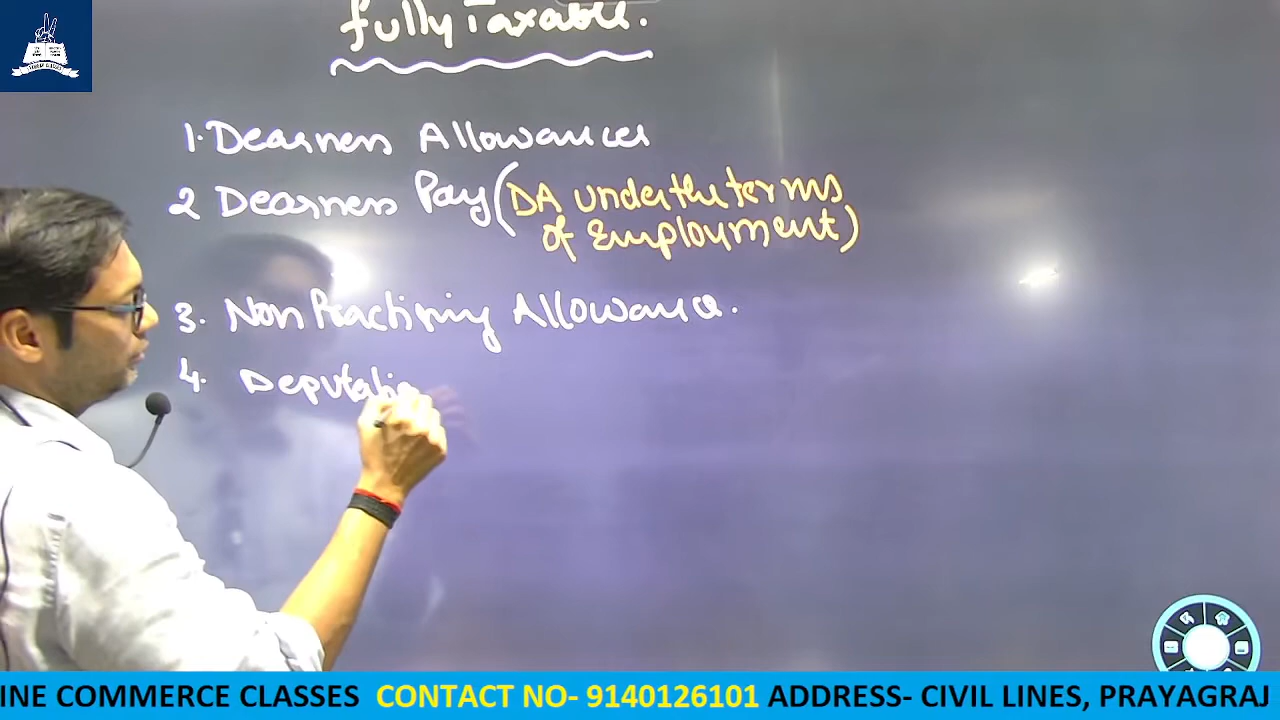 fully Taxable.
1. Dearness Allowances
2 Dearness Pay (DA under the terms
of Employment)
3. Non Practising Allowance.
4. Deputatio
INE COMMERCE CLASSES CONTACT NO- 9140126101 ADDRESS- CIVIL LINES, PRAYAGRAJ